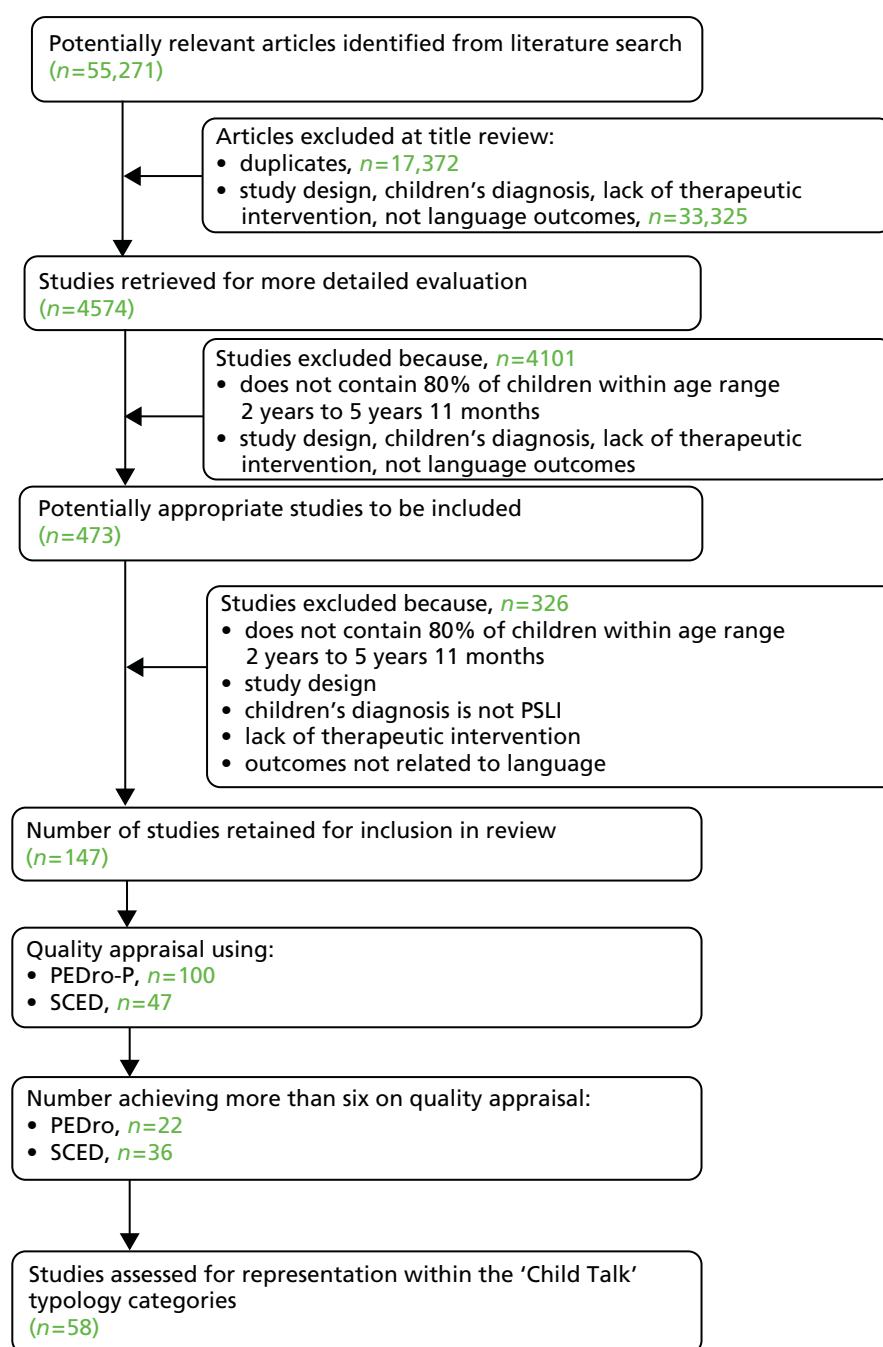 Potentially relevant articles identified from literature search
(n=55,271)
Articles excluded at title review:
• duplicates, n=17,372
• study design, children’s diagnosis, lack of therapeutic
intervention, not language outcomes, n=33,325
Studies retrieved for more detailed evaluation
(n=4574)
Studies excluded because, n=4101
• does not contain 80% of children within age range
2 years to 5 years 11 months
• study design, children’s diagnosis, lack of therapeutic
intervention, not language outcomes
Potentially appropriate studies to be included
(n=473)
Studies excluded because, n=326
• does not contain 80% of children within age range
2 years to 5 years 11 months
• study design
• children’s diagnosis is not PSLI
• lack of therapeutic intervention
• outcomes not related to language
Number of studies retained for inclusion in review
(n=147)
Quality appraisal using:
• PEDro-P, n=100
• SCED, n=47
Number achieving more than six on quality appraisal:
• PEDro, n=22
• SCED, n=36
Studies assessed for representation within the ‘Child Talk’
typology categories
(n=58)